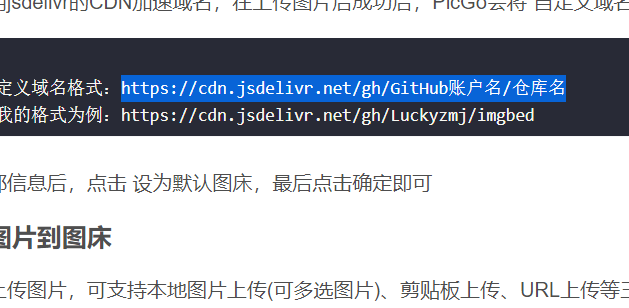 jsdelivr的CDN加速域名，在上传图片后成功后，PicGo会将 自定义域名
定义域名格式：https://cdn.jsdelivr.net/gh/GitHub账户名/仓库名
我的格式为例：https://cdn.jsdelivr.net/gh/Luckyzmj/imgbed
信息后，点击 设为默认图床，最后点击确定即可
图片到图床
上传图片，可支持本地图片上传(可多选图片)、剪贴板上传、URL上传等三